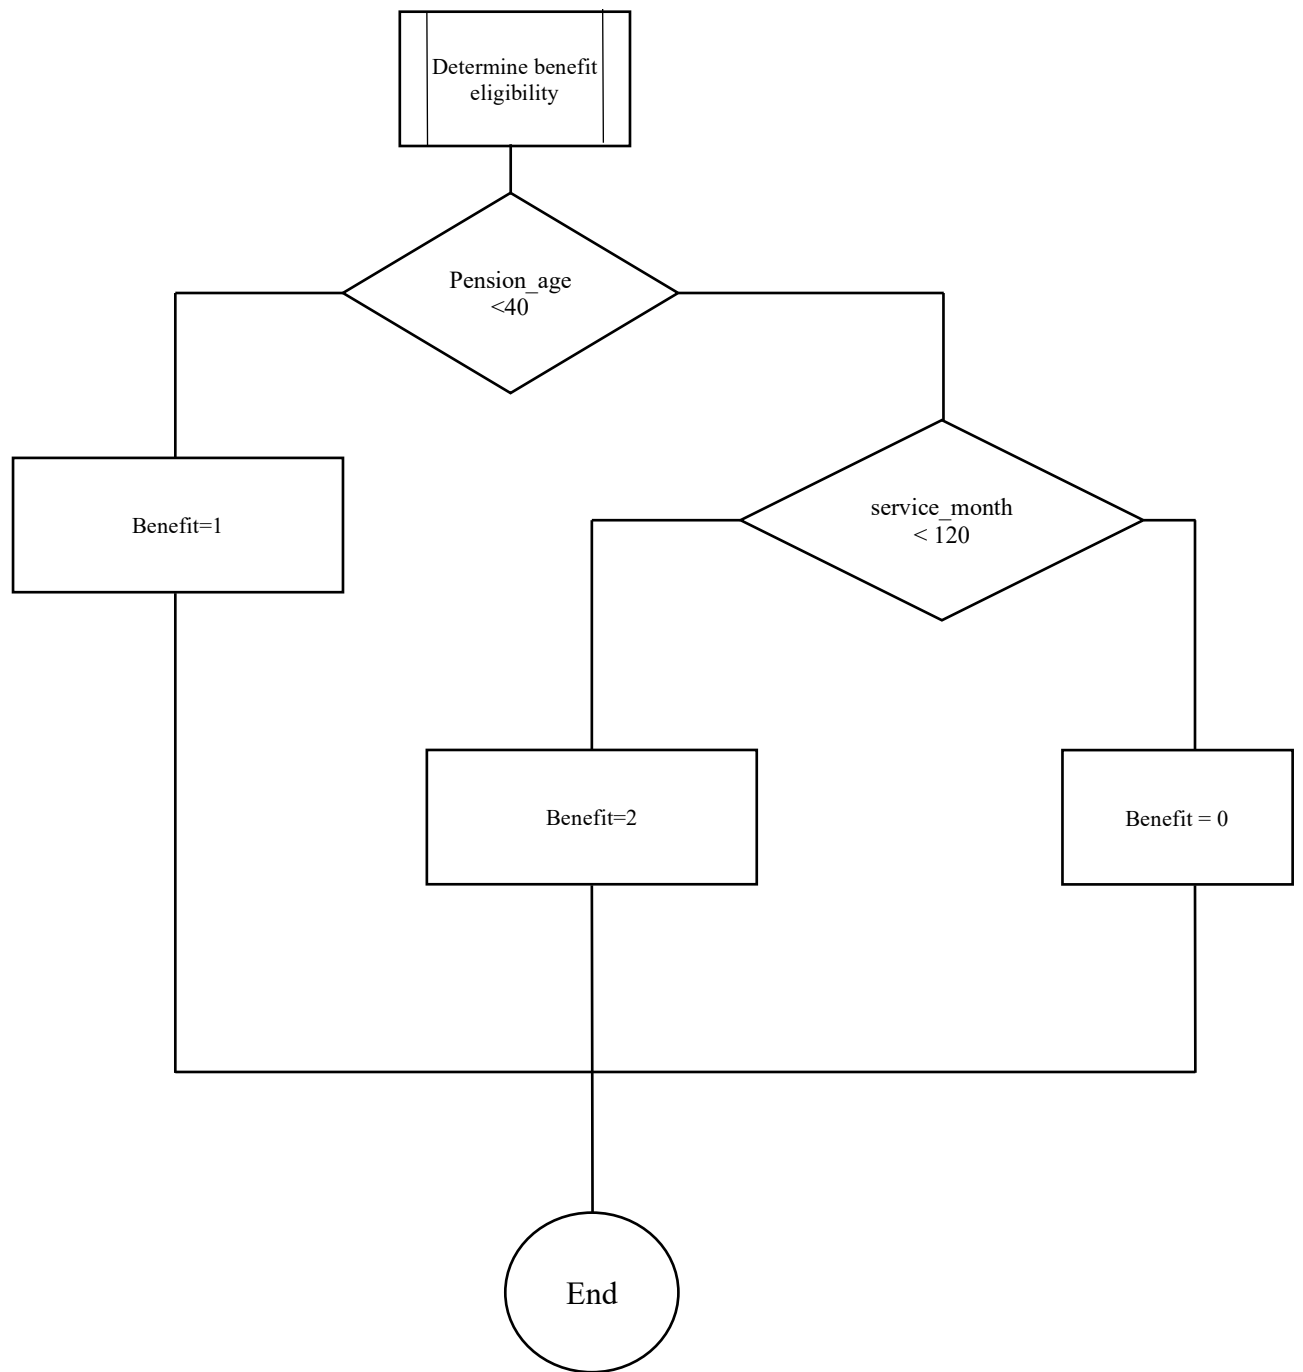 Determine benefit
eligibility
Pension_age
<40
Benefit=1
service_month
< 120
Benefit=2
Benefit = 0
End